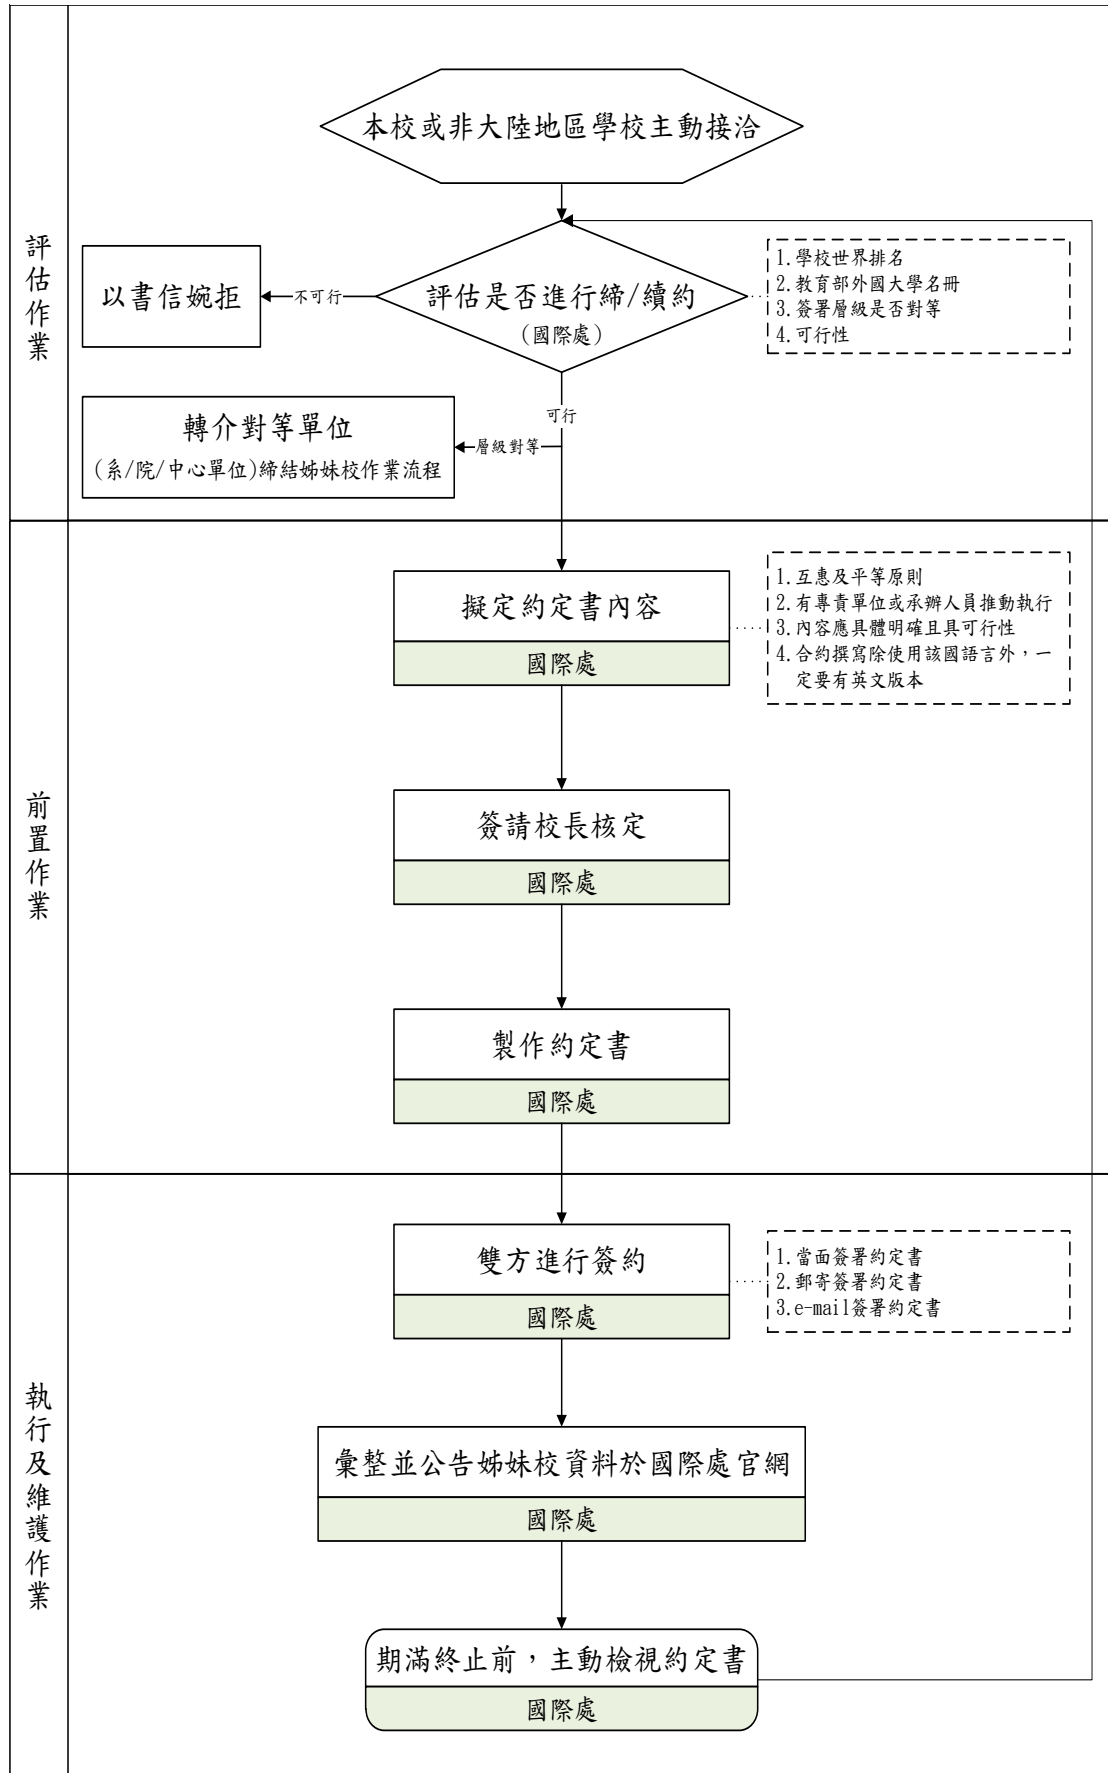 評估作業
本校或非大陸地區學校主動接洽
評估是否進行締/續約
(國際處)
1.學校世界排名
2.教育部外國大學名冊
3.簽署層級是否對等
4.可行性
不可行
以書信婉拒
可行
層級對等
轉介對等單位
(系/院/中心單位)締結姊妹校作業流程
前置作業
擬定約定書內容
國際處
1.互惠及平等原則
2.有專責單位或承辦人員推動執行
3.內容應具體明確且具可行性
4.合約撰寫除使用該國語言外，一
定要有英文版本
簽請校長核定
國際處
製作約定書
國際處
執行及維護作業
雙方進行簽約
國際處
1.當面簽署約定書
2.郵寄簽署約定書
3.e-mail簽署約定書
彙整並公告姊妹校資料於國際處官網
國際處
期滿終止前，主動檢視約定書
國際處